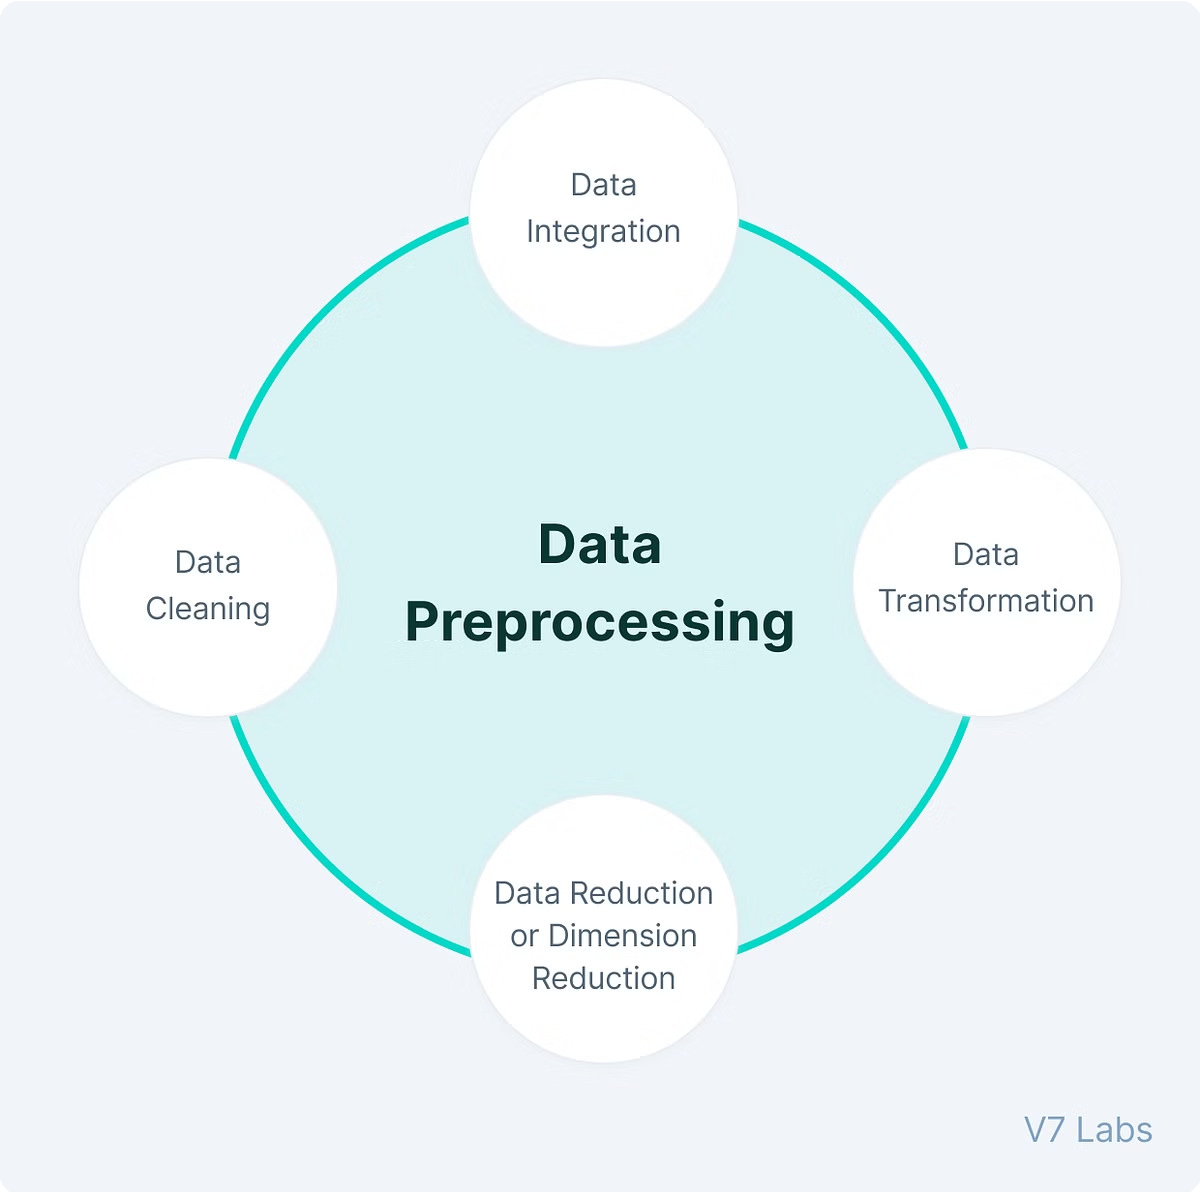 Data
Integration
Data
Cleaning
Data
Preprocessing
Data
Transformation
Data Reduction
or Dimension
Reduction
V7 Labs